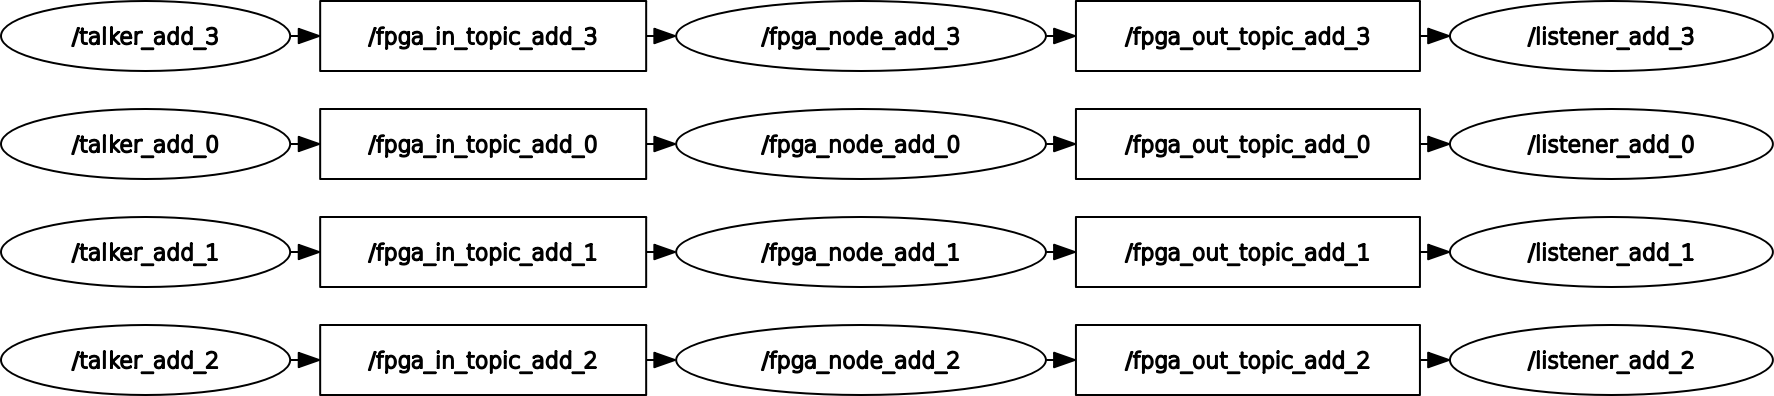 /talker_add_3 /fpga_in_topic_add_3 /fpga_node_add_3 /fpga_out_topic_add_3 /listener_add_3
/talker_add_0 /fpga_in_topic_add_0 /fpga_node_add_0 /fpga_out_topic_add_0 /listener_add_0
/talker_add_1 /fpga_in_topic_add_1 /fpga_node_add_1 /fpga_out_topic_add_1 /listener_add_1
/talker_add_2 /fpga_in_topic_add_2 /fpga_node_add_2 /fpga_out_topic_add_2 /listener_add_2